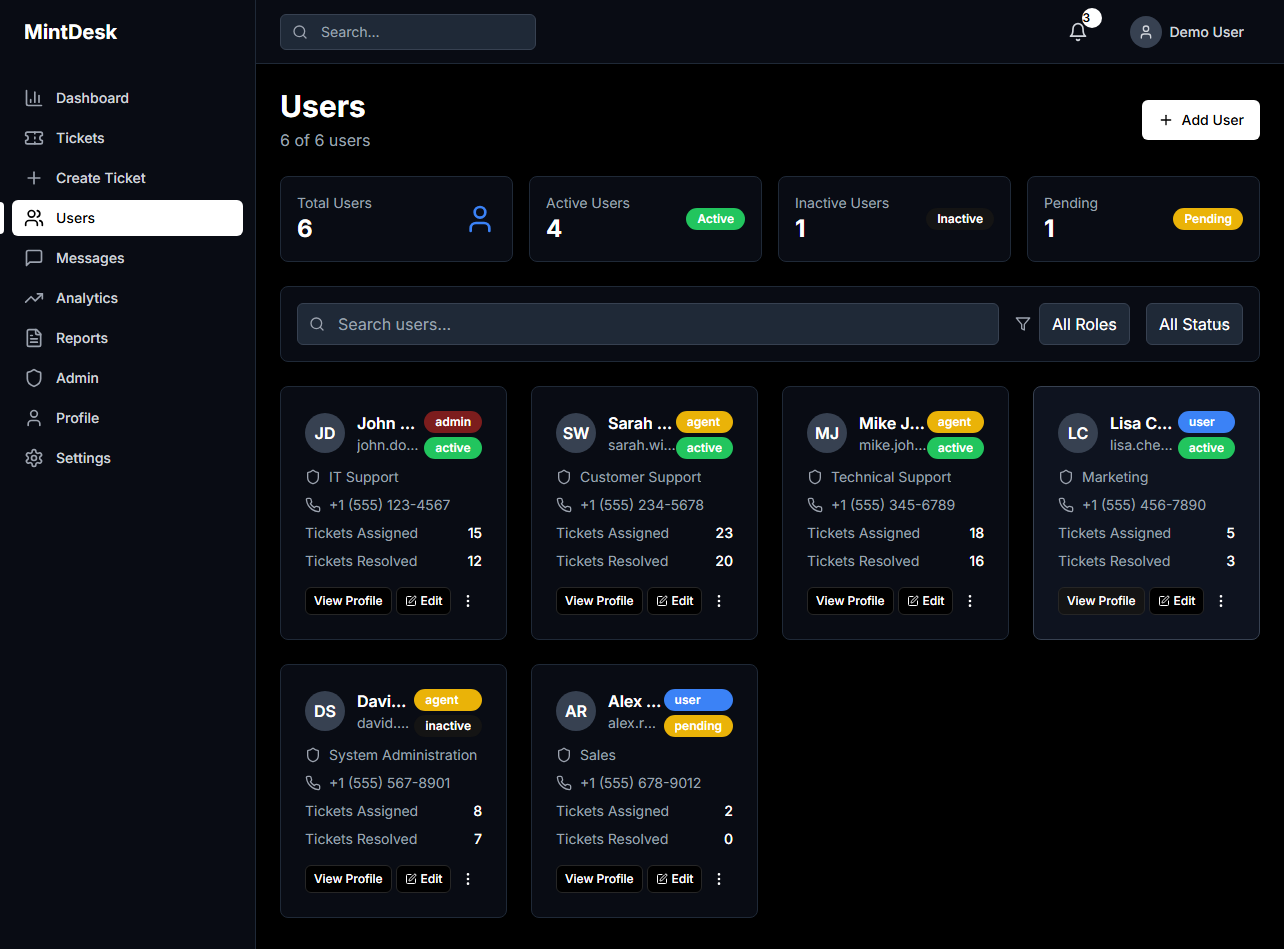 MintDesk
Search...
3
Demo User
Dashboard
Tickets
Create Ticket
Users
Messages
Analytics
Reports
Admin
Profile
Settings
Users
6 of 6 users
Add User
Total Users
6
Active Users
4
Active
Inactive Users
1
Inactive
Pending
1
Pending
Search users...
All Roles
All Status
JD
John ...
admin
john.do...
active
IT Support
+1 (555) 123-4567
Tickets Assigned 15
Tickets Resolved 12
View Profile
Edit
SW
Sarah ...
agent
sarah.wi...
active
Customer Support
+1 (555) 234-5678
Tickets Assigned 23
Tickets Resolved 20
View Profile
Edit
MJ
Mike J...
agent
mike.joh...
active
Technical Support
+1 (555) 345-6789
Tickets Assigned 18
Tickets Resolved 16
View Profile
Edit
LC
Lisa C...
user
lisa.che...
active
Marketing
+1 (555) 456-7890
Tickets Assigned 5
Tickets Resolved 3
View Profile
Edit
DS
Davi...
agent
david....
inactive
System Administration
+1 (555) 567-8901
Tickets Assigned 8
Tickets Resolved 7
View Profile
Edit
AR
Alex ...
user
alex.r...
pending
Sales
+1 (555) 678-9012
Tickets Assigned 2
Tickets Resolved 0
View Profile
Edit